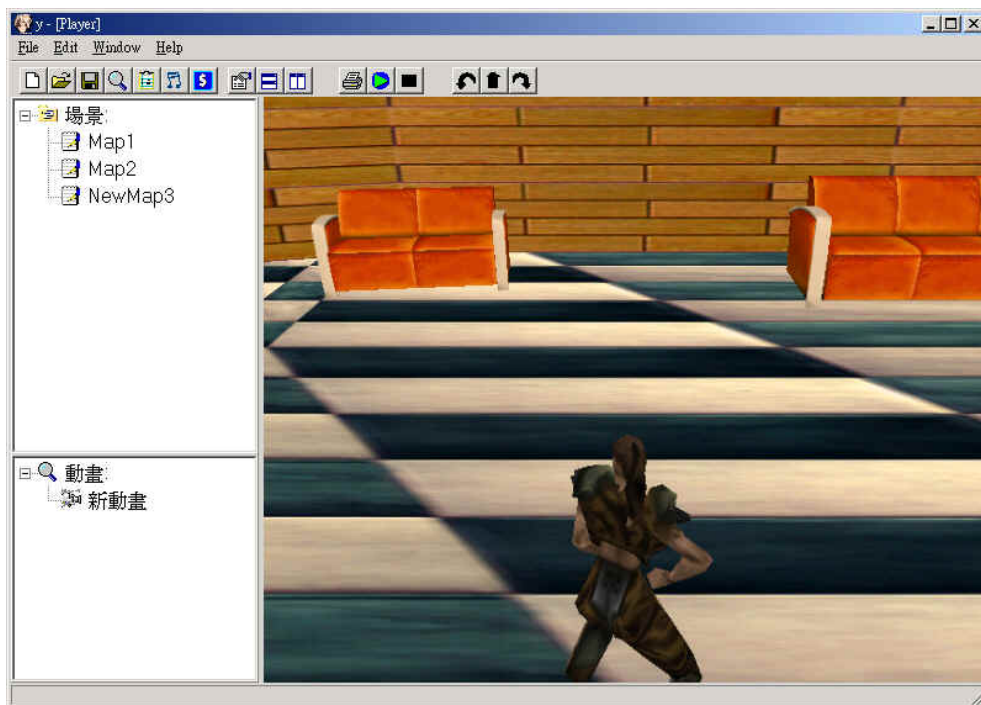 y - [Player]
File Edit Window Help
場景:
Map1
Map2
NewMap3
動畫:
新動畫